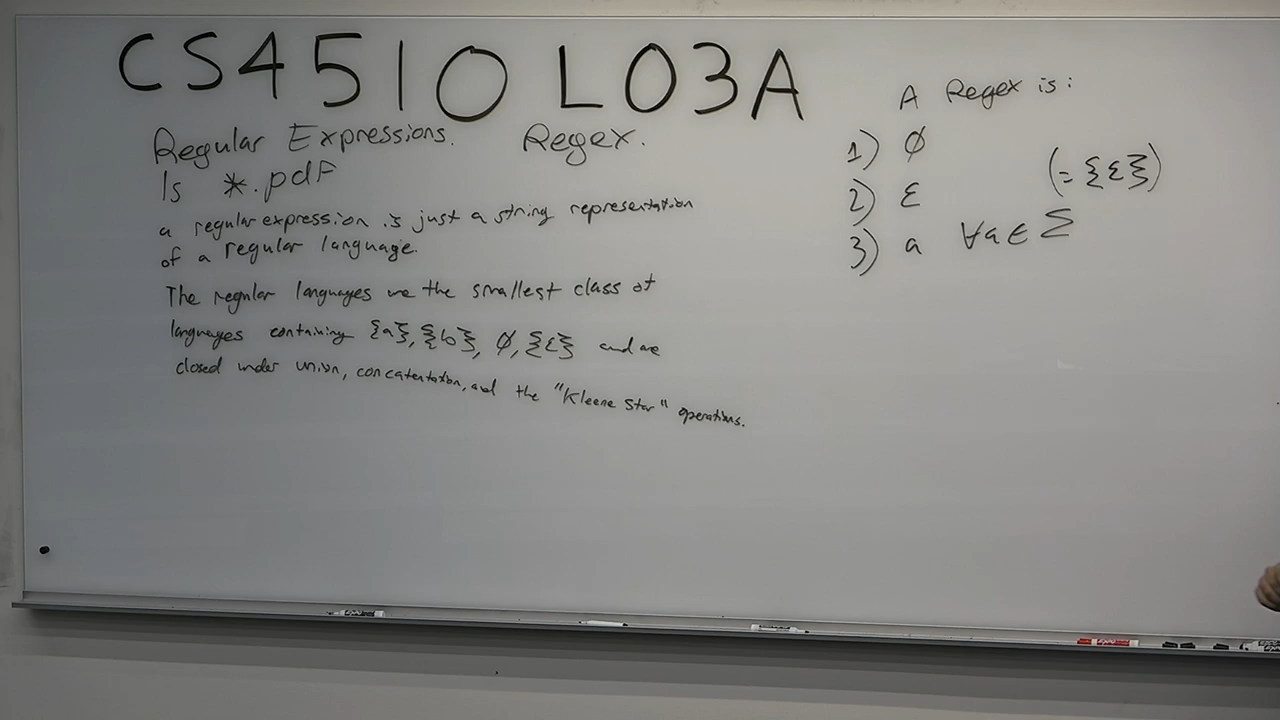 CS4510 L03A
Regular Expressions. Regex.
ls *.pdf
a regular expression is just a string representation
of a regular language.
The regular languages are the smallest class of
languages containing {a}, {b}, ∅, {ε} and are
closed under union, concatentation, and the "Kleene Star" operations.
A Regex is:
1) ∅
2) ε (= {ε})
3) a ∀a ∈ Σ